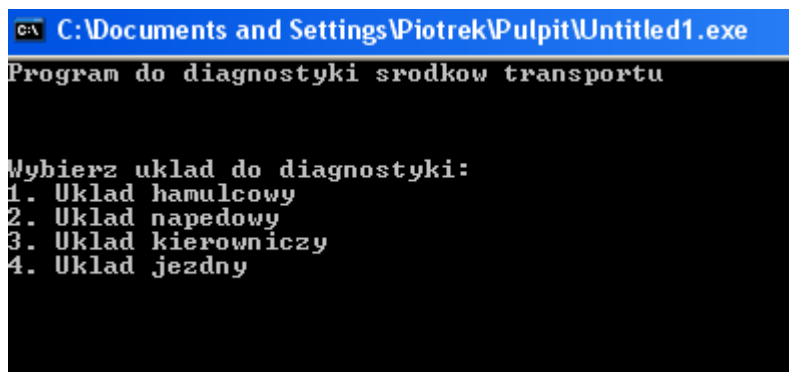 C:\Documents and Settings\Piotrek\Pulpit\Untitled1.exe
Program do diagnostyki srodkow transportu
Wybierz uklad do diagnostyki:
1. Uklad hamulcowy
2. Uklad napedowy
3. Uklad kierowniczy
4. Uklad jezdny